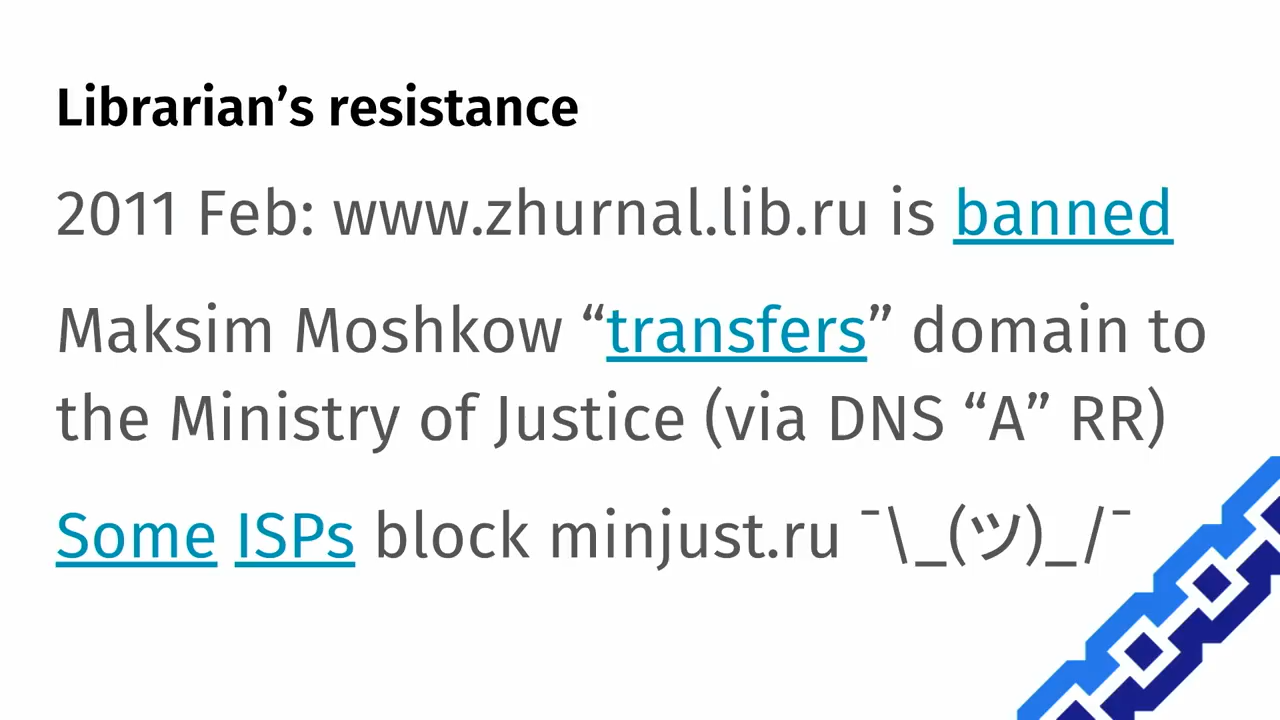 Librarian’s resistance
2011 Feb: www.zhurnal.lib.ru is banned
Maksim Moshkow “transfers” domain to
the Ministry of Justice (via DNS “A” RR)
Some ISPs block minjust.ru ¯\_(ツ)_/¯